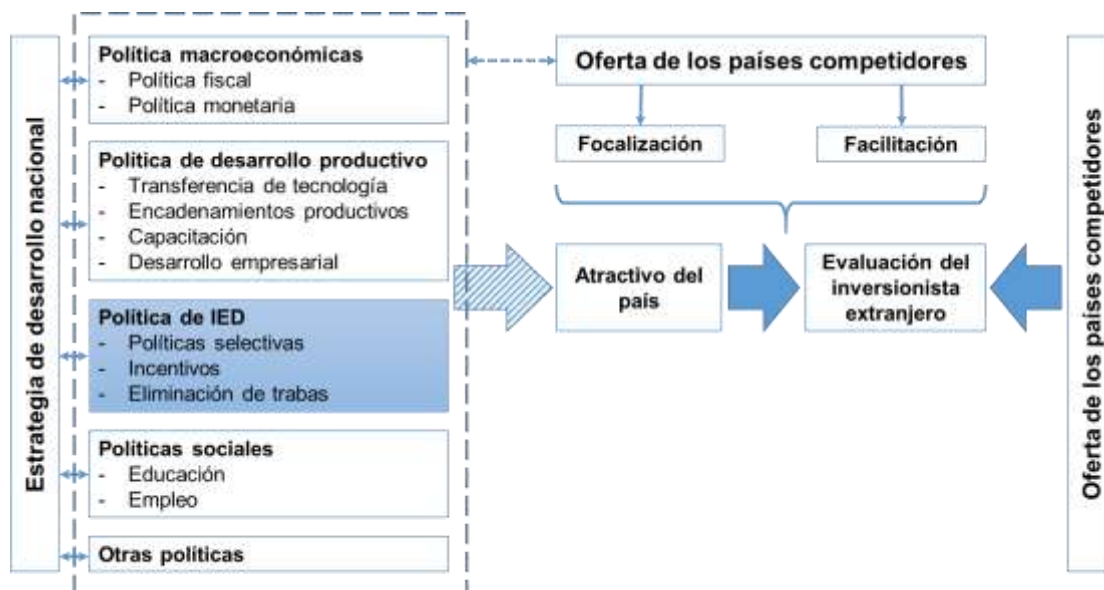 Estrategia de desarrollo nacional
Política macroeconómicas
- Política fiscal
- Política monetaria
Política de desarrollo productivo
- Transferencia de tecnología
- Encadenamientos productivos
- Capacitación
- Desarrollo empresarial
Política de IED
- Políticas selectivas
- Incentivos
- Eliminación de trabas
Políticas sociales
- Educación
- Empleo
Otras políticas
Oferta de los países competidores
Focalización
Facilitación
Atractivo del
país
Evaluación del
inversionista
extranjero
Oferta de los países competidores